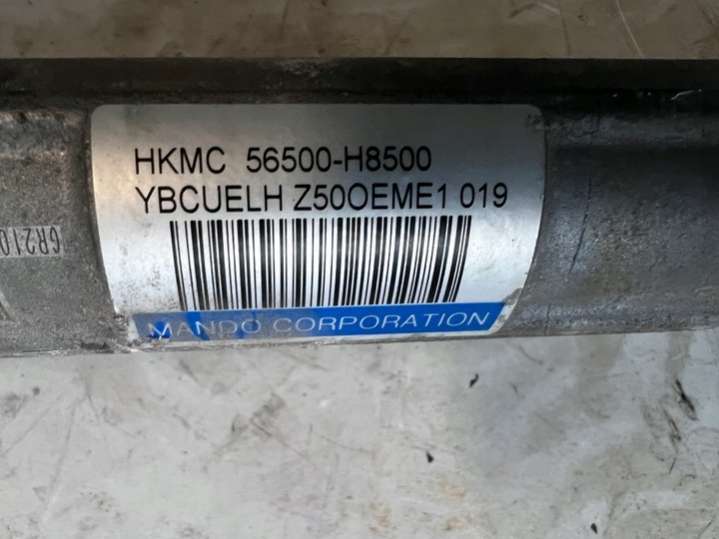 HKMC 56500-H8500
YBCUELH Z50OEME1 019
MANDO CORPORATION